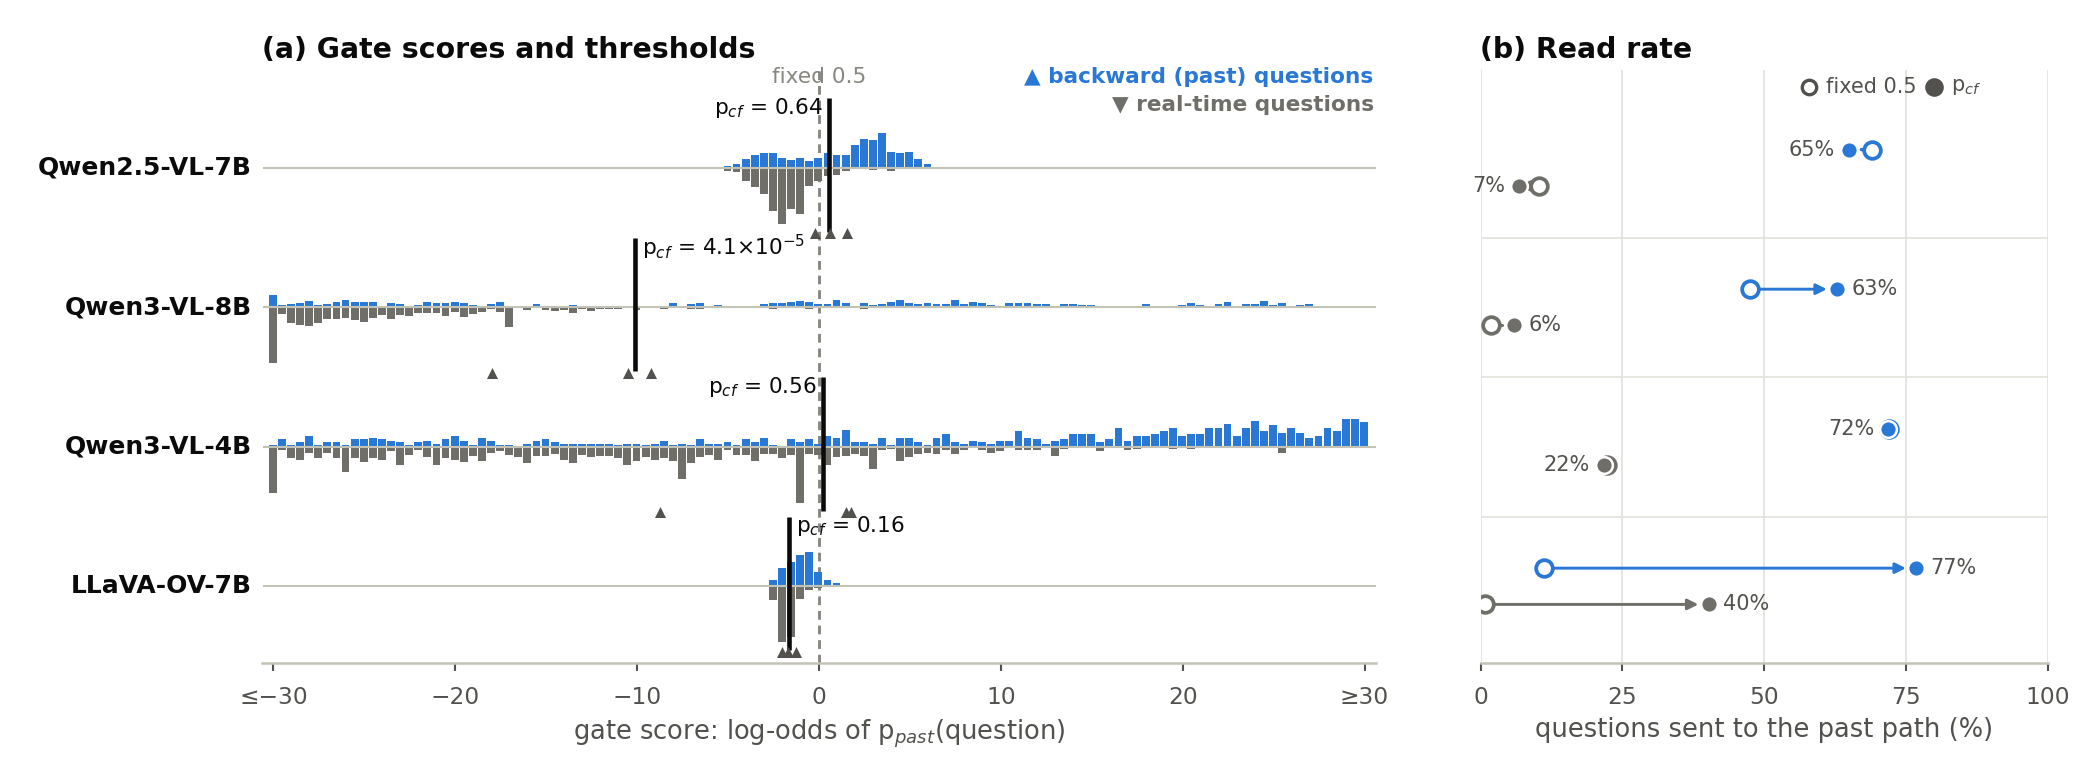 (a) Gate scores and thresholds
fixed 0.5
▲ backward (past) questions
▼ real-time questions
p_cf = 0.64
Qwen2.5-VL-7B
p_cf = 4.1×10⁻⁵
Qwen3-VL-8B
p_cf = 0.56
Qwen3-VL-4B
p_cf = 0.16
LLaVA-OV-7B
≤−30 −20 −10 0 10 20 ≥30
gate score: log-odds of p_past(question)
(b) Read rate
fixed 0.5 p_cf
65%
7%
63%
6%
72%
22%
77%
40%
0 25 50 75 100
questions sent to the past path (%)